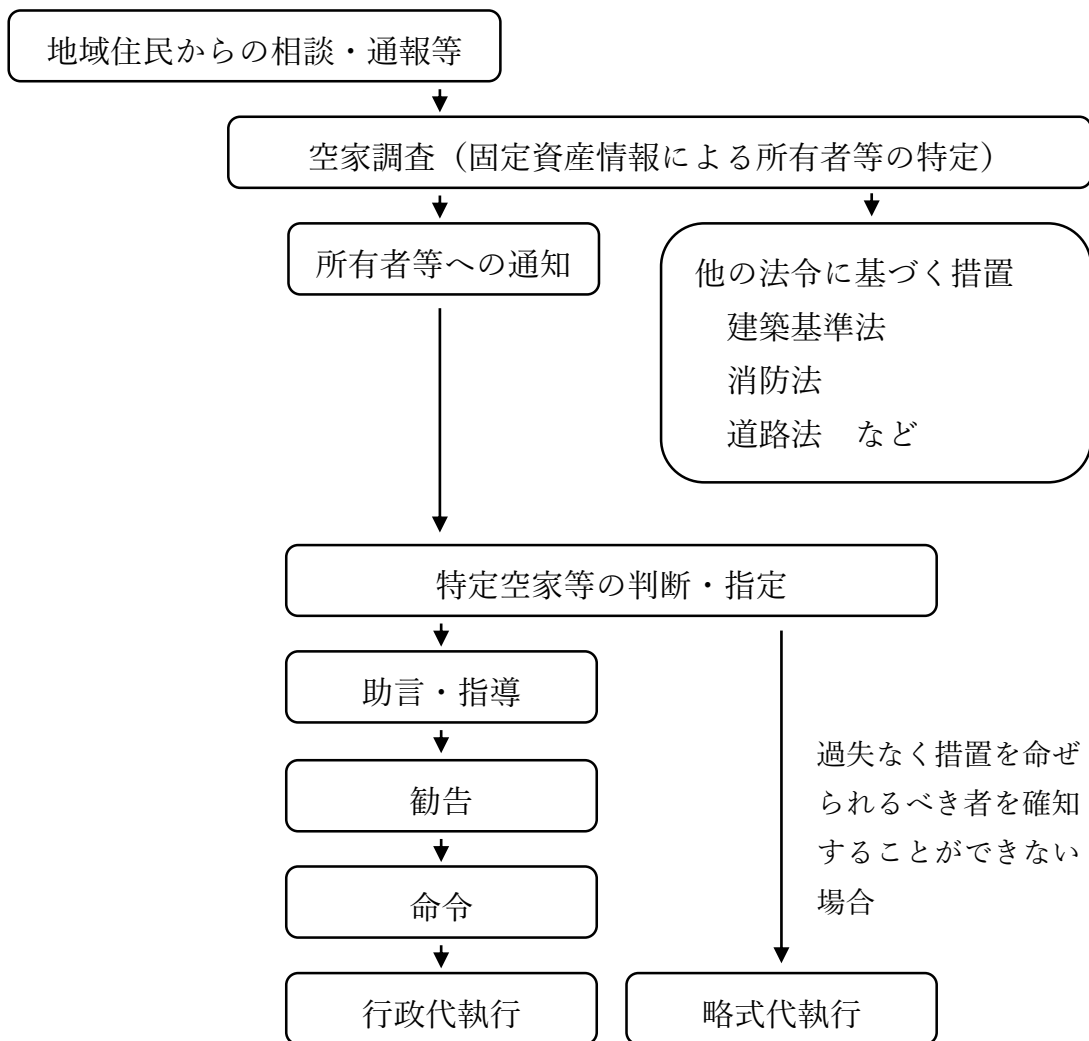 地域住民からの相談・通報等
空家調査（固定資産情報による所有者等の特定）
所有者等への通知
他の法令に基づく措置
建築基準法
消防法
道路法　など
特定空家等の判断・指定
助言・指導
勧告
命令
行政代執行
過失なく措置を命ぜ
られるべき者を確知
することができない
場合
略式代執行